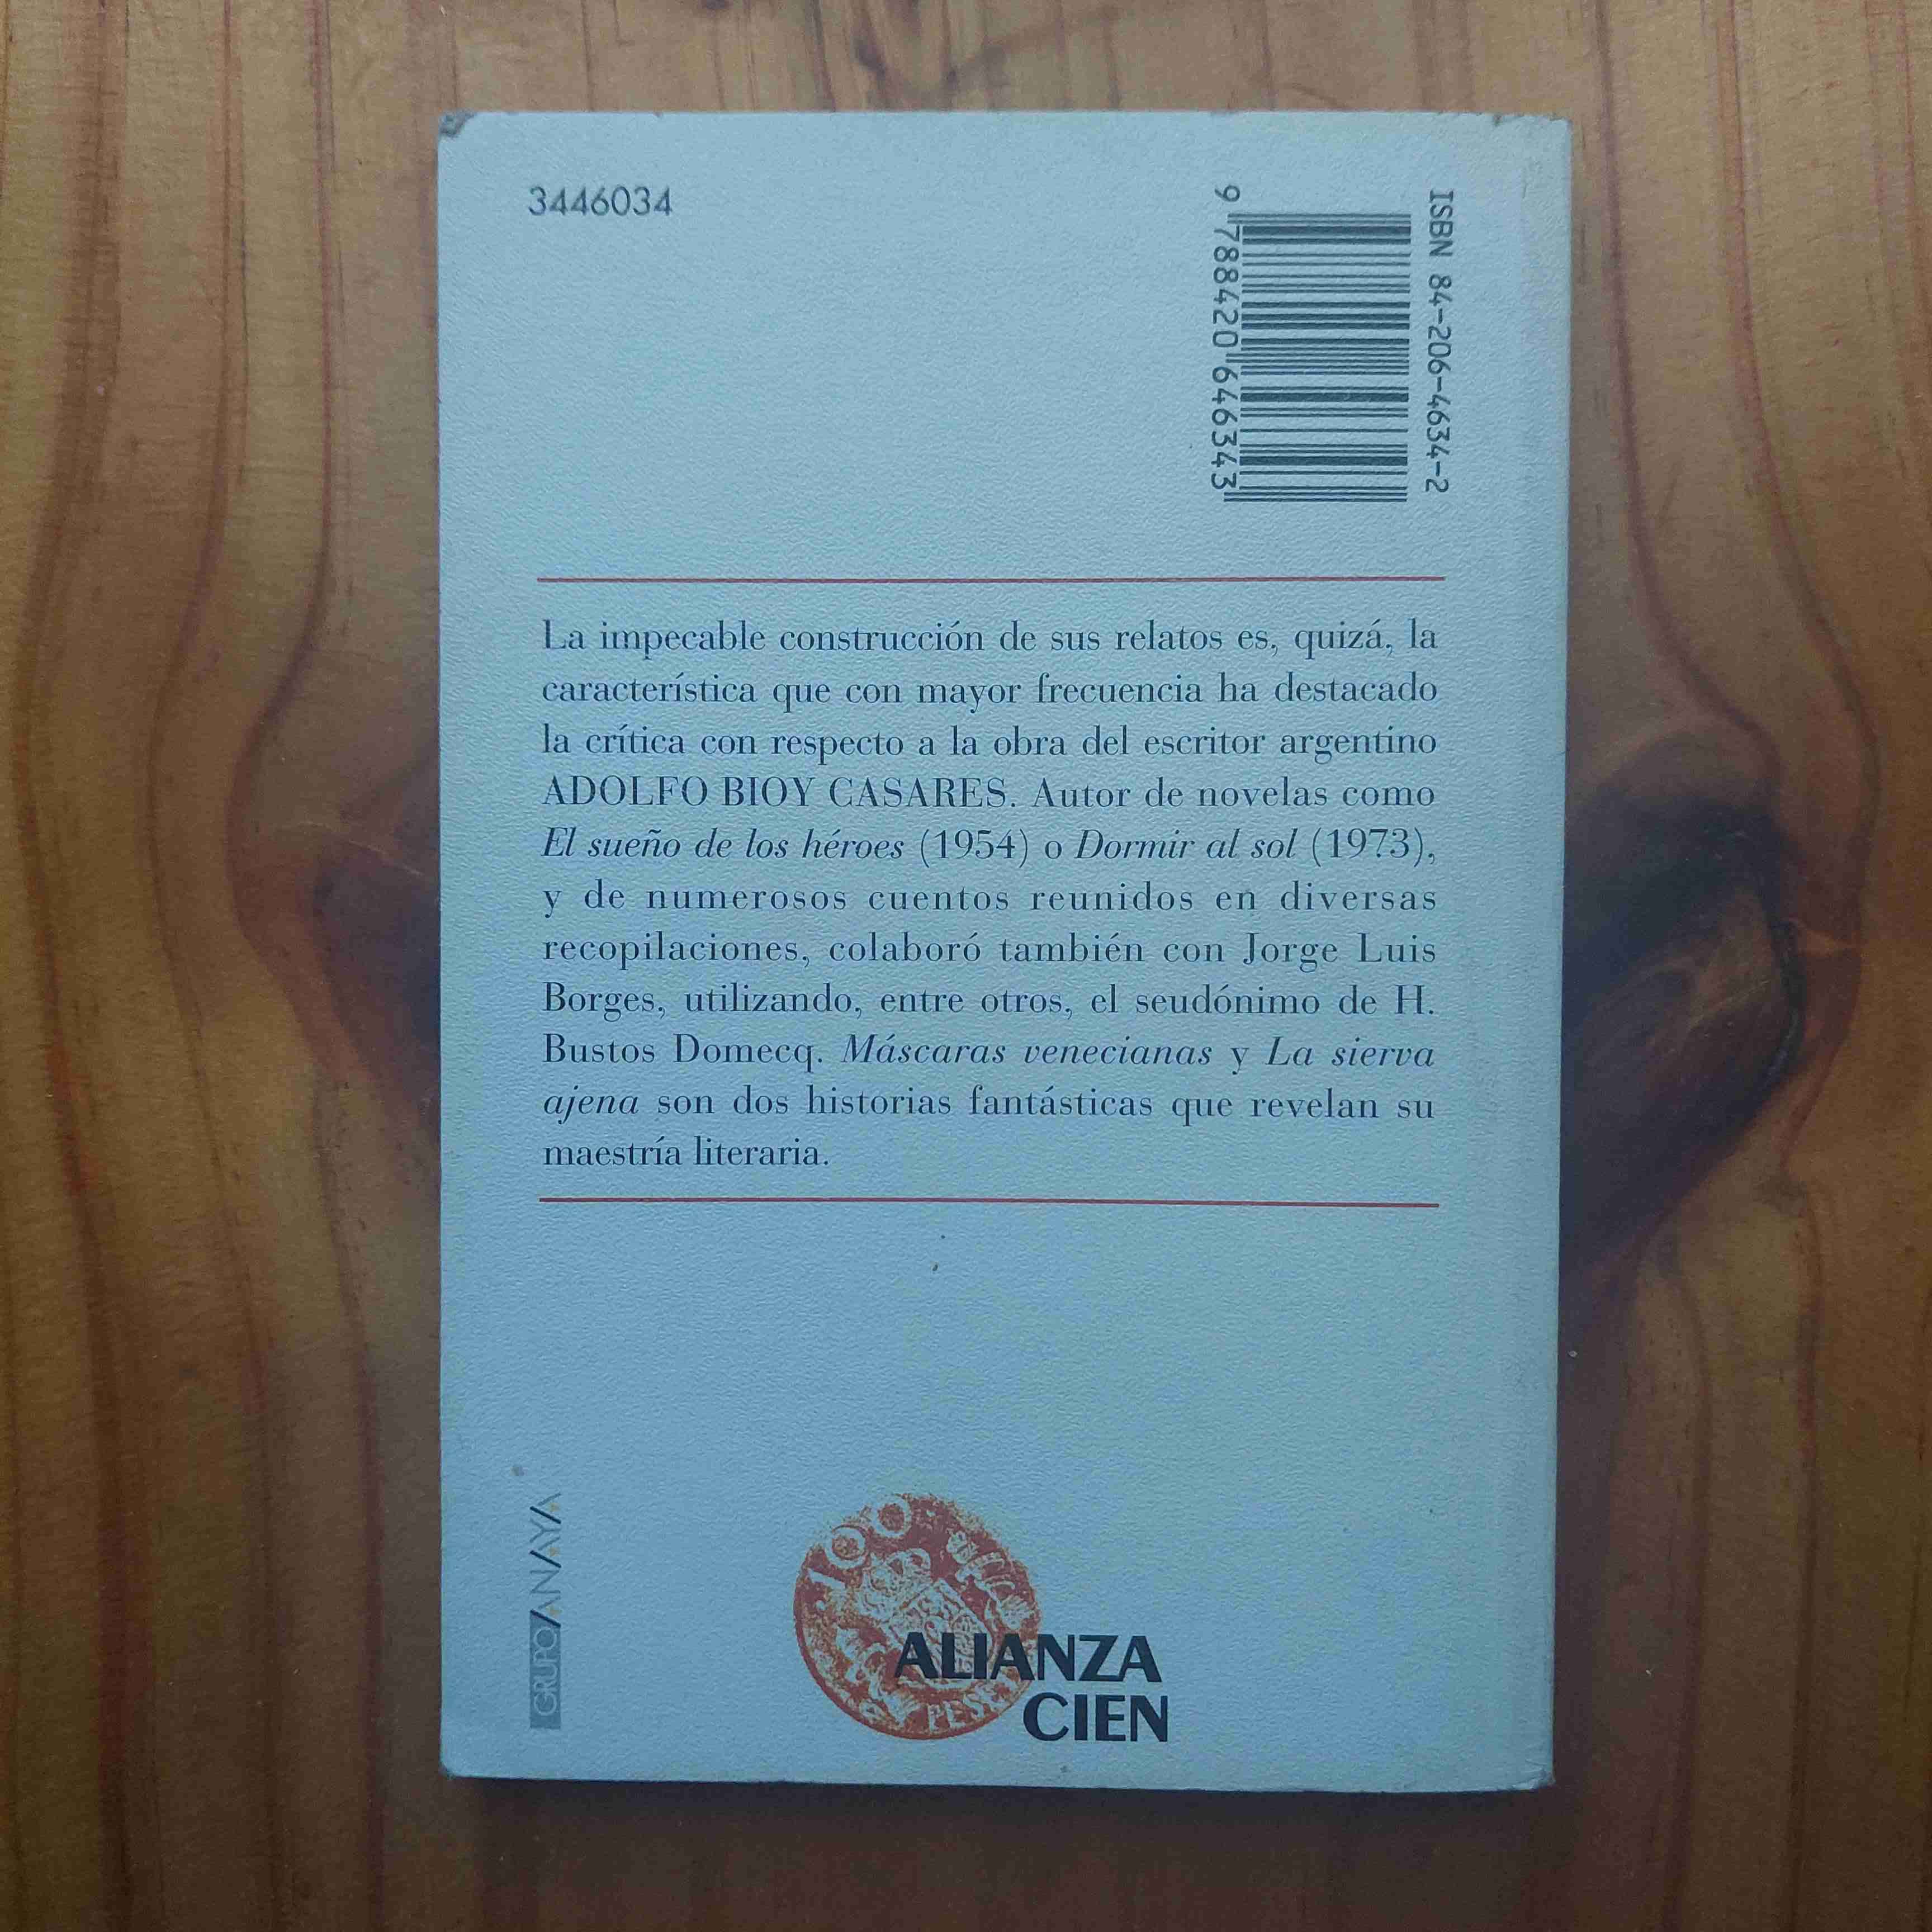 3446034
ISBN 84-206-4634-2
9 788420 646343
La impecable construcción de sus relatos es, quizá, la
característica que con mayor frecuencia ha destacado
la crítica con respecto a la obra del escritor argentino
ADOLFO BIOY CASARES. Autor de novelas como
El sueño de los héroes (1954) o Dormir al sol (1973),
y de numerosos cuentos reunidos en diversas
recopilaciones, colaboró también con Jorge Luis
Borges, utilizando, entre otros, el seudónimo de H.
Bustos Domecq. Máscaras venecianas y La sierva
ajena son dos historias fantásticas que revelan su
maestría literaria.
GRUPO ANAYA
100
ALIANZA
CIEN